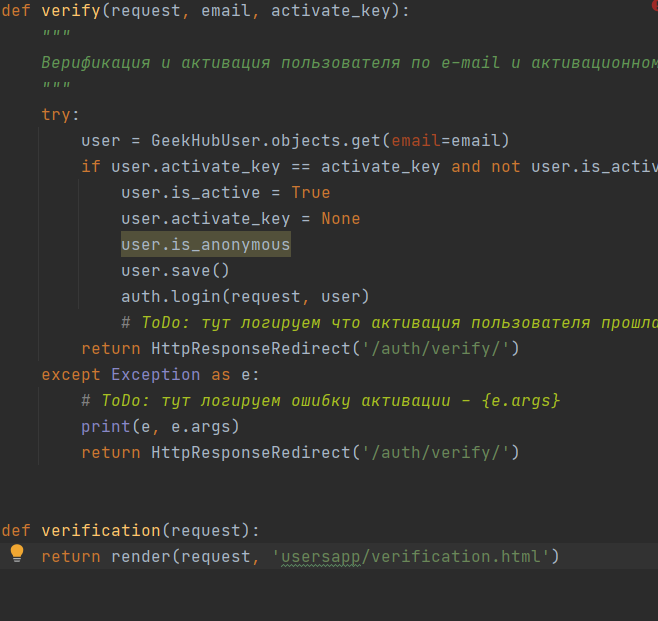 def verify(request, email, activate_key):
"""
Верификация и активация пользователя по e-mail и активационном
"""
try:
user = GeekHubUser.objects.get(email=email)
if user.activate_key == activate_key and not user.is_activ
user.is_active = True
user.activate_key = None
user.is_anonymous
user.save()
auth.login(request, user)
# ToDo: тут логируем что активация пользователя прошла
return HttpResponseRedirect('/auth/verify/')
except Exception as e:
# ToDo: тут логируем ошибку активации - {e.args}
print(e, e.args)
return HttpResponseRedirect('/auth/verify/')
def verification(request):
return render(request, 'usersapp/verification.html')